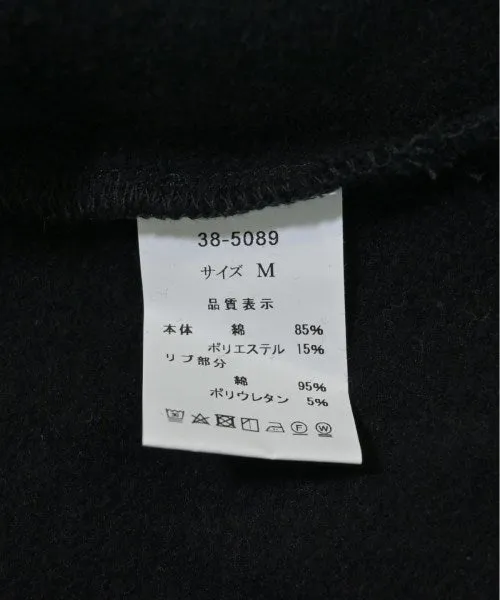 38-5089
サイズ M
品質表示
本体 綿 85%
ポリエステル 15%
リブ部分
綿 95%
ポリウレタン 5%
F W